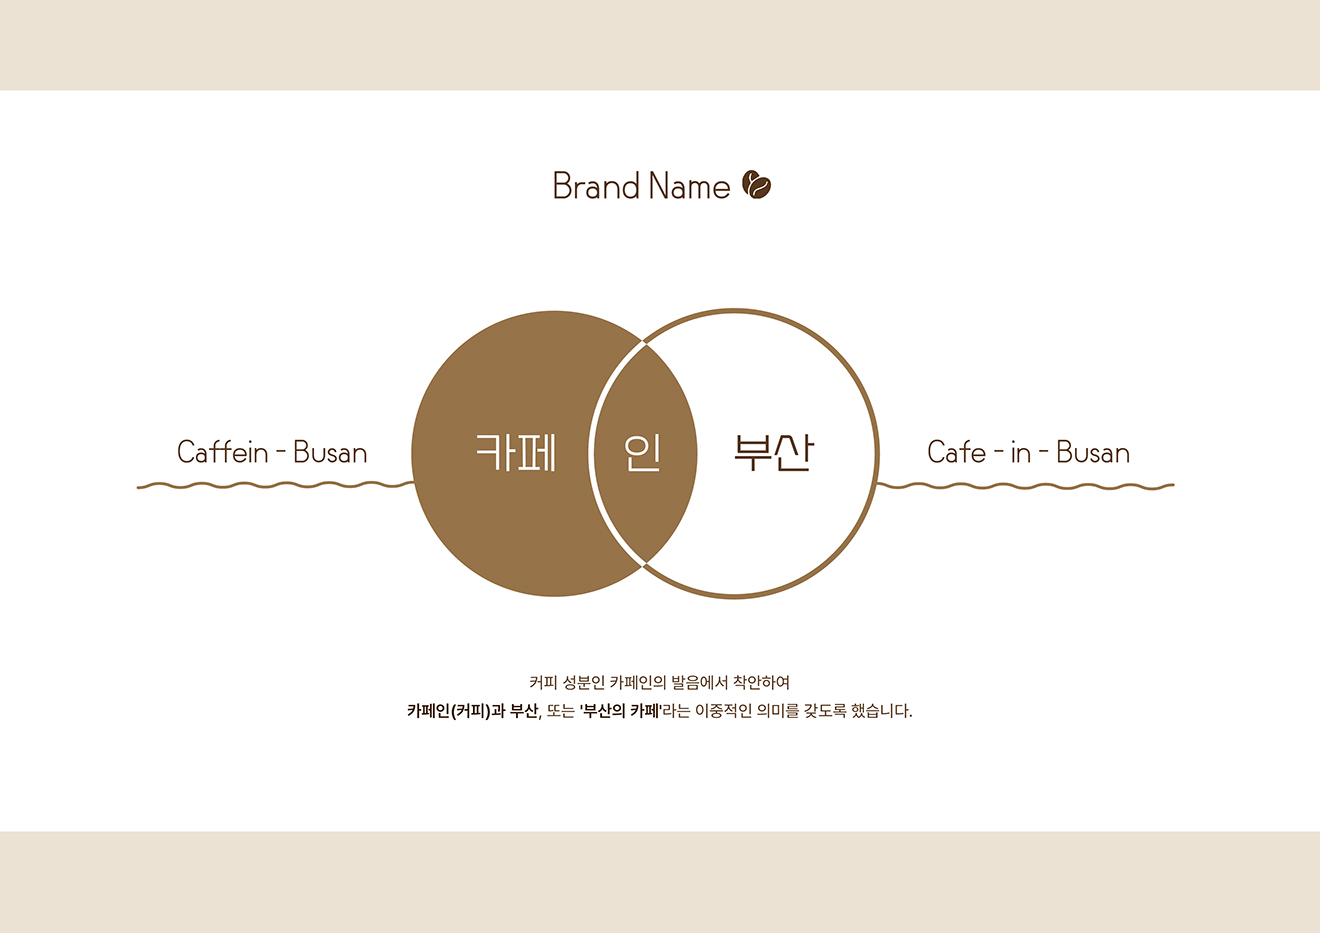 Brand Name
Caffein - Busan
카페 인 부산
Cafe - in - Busan
커피 성분인 카페인의 발음에서 착안하여
카페인(커피)과 부산, 또는 '부산의 카페'라는 이중적인 의미를 갖도록 했습니다.